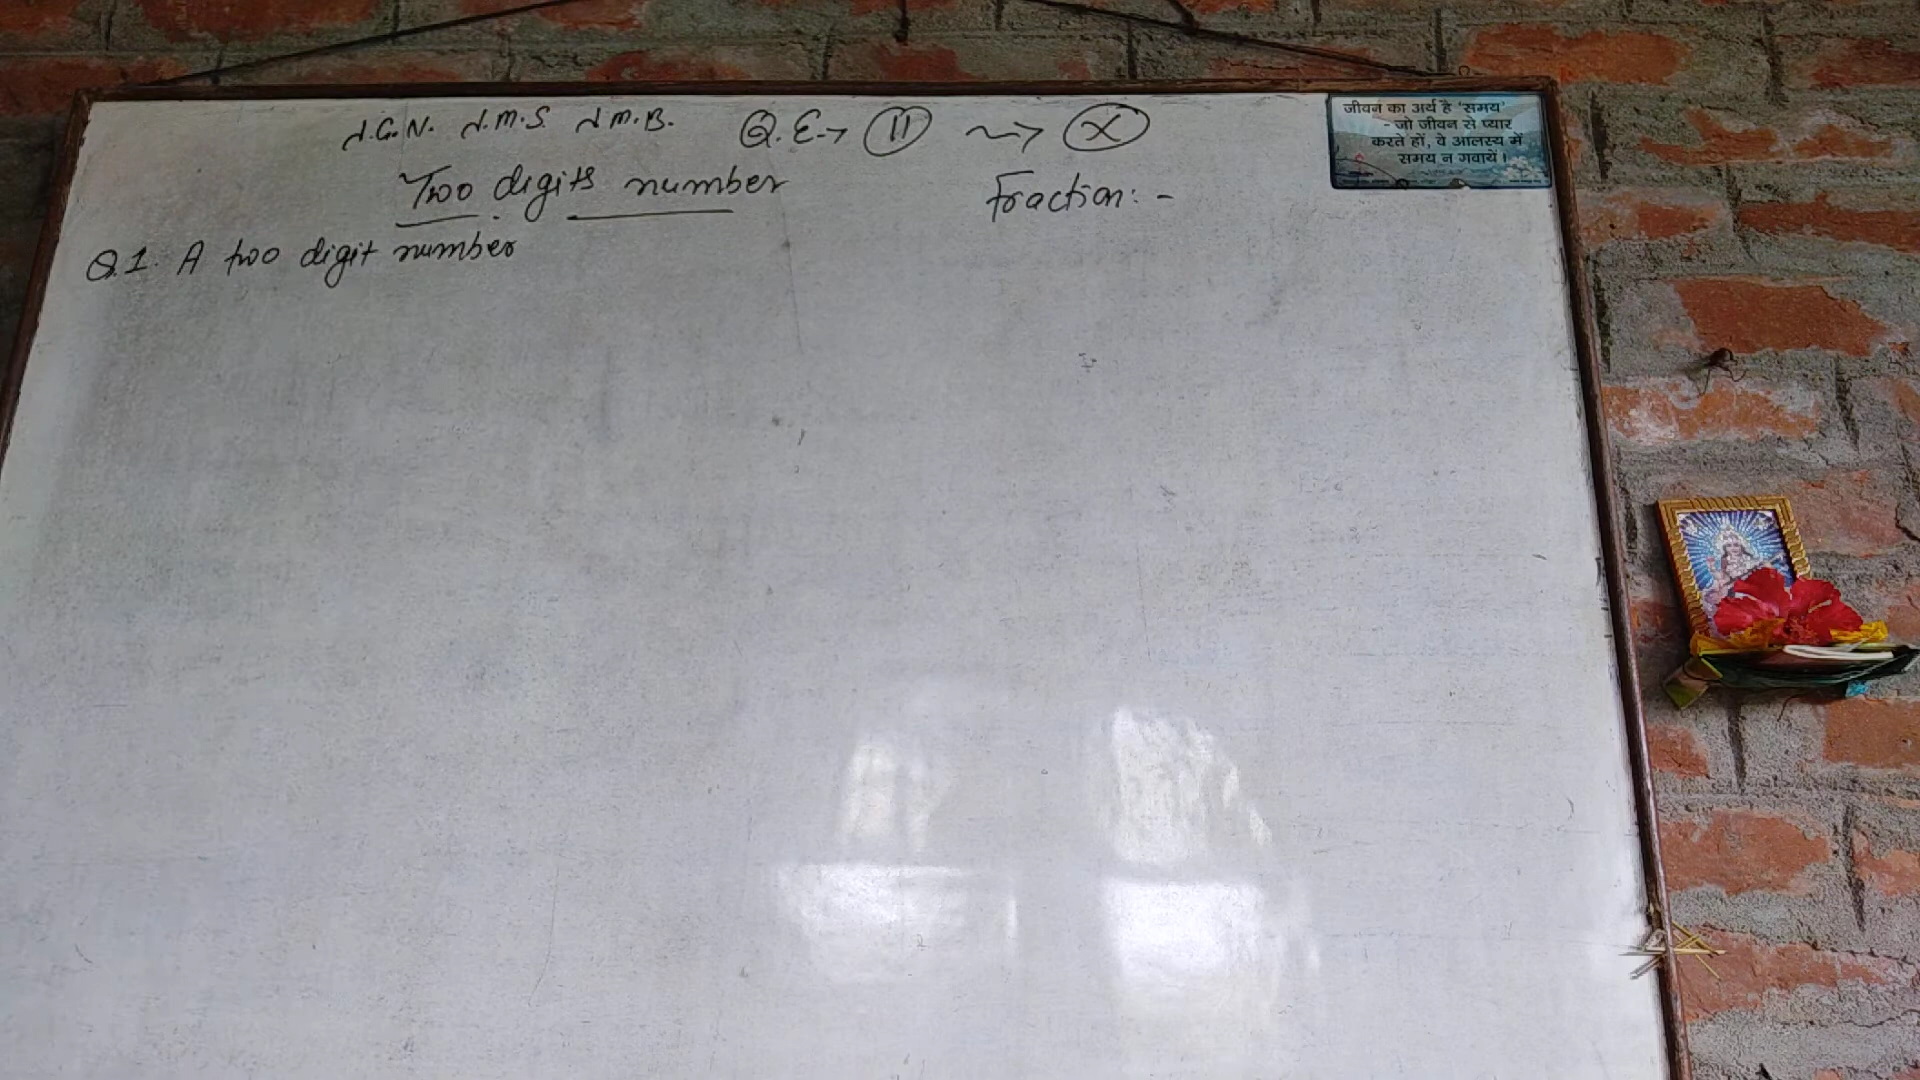 J.G.N. J.M.S. J.M.B. Q.E.→ 11 → X
Two digits number
Fraction:-
Q.1. A two digit number
जीवन का अर्थ है 'समय'
- जो जीवन से प्यार
करते हों, वे आलस्य में
समय न गवायें।